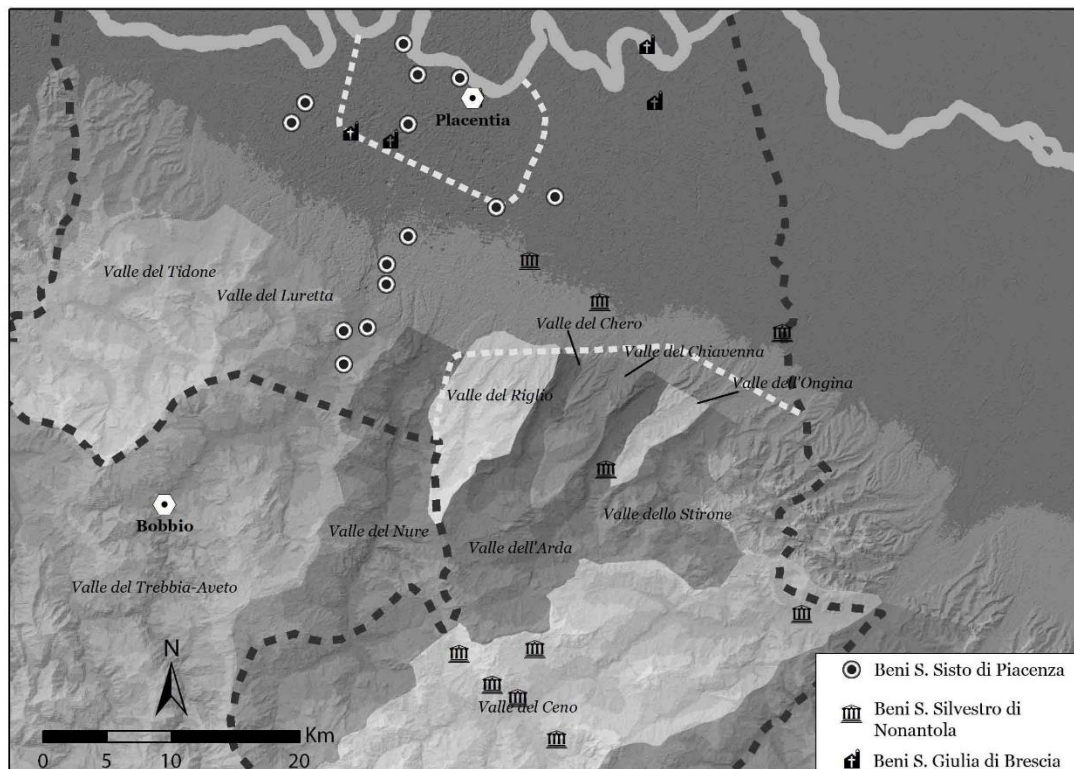 Placentia
Valle del Tidone
Valle del Luretta
Valle del Chero
Valle del Chiavenna
Valle dell'Ongina
Valle del Riglio
Bobbio
Valle del Nure
Valle dello Stirone
Valle dell'Arda
Valle del Trebbia-Aveto
N
Valle del Ceno
Km
0 5 10 20
Beni S. Sisto di Piacenza
Beni S. Silvestro di
Nonantola
Beni S. Giulia di Brescia